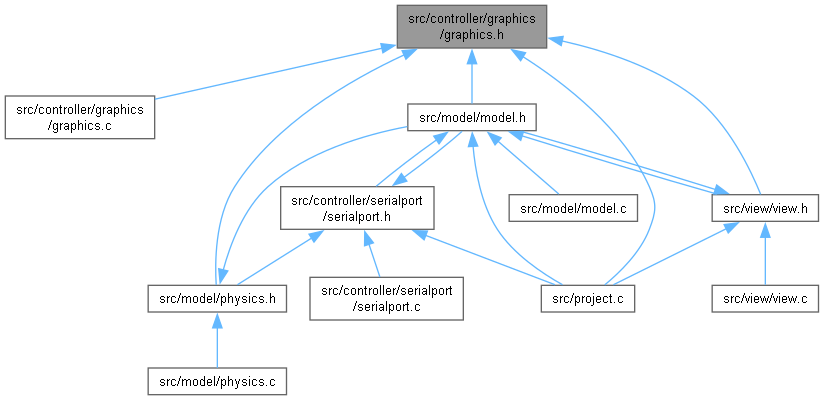 src/controller/graphics
/graphics.h
src/controller/graphics
/graphics.c
src/model/model.h
src/controller/serialport
/serialport.h
src/model/model.c
src/view/view.h
src/model/physics.h
src/controller/serialport
/serialport.c
src/project.c
src/view/view.c
src/model/physics.c